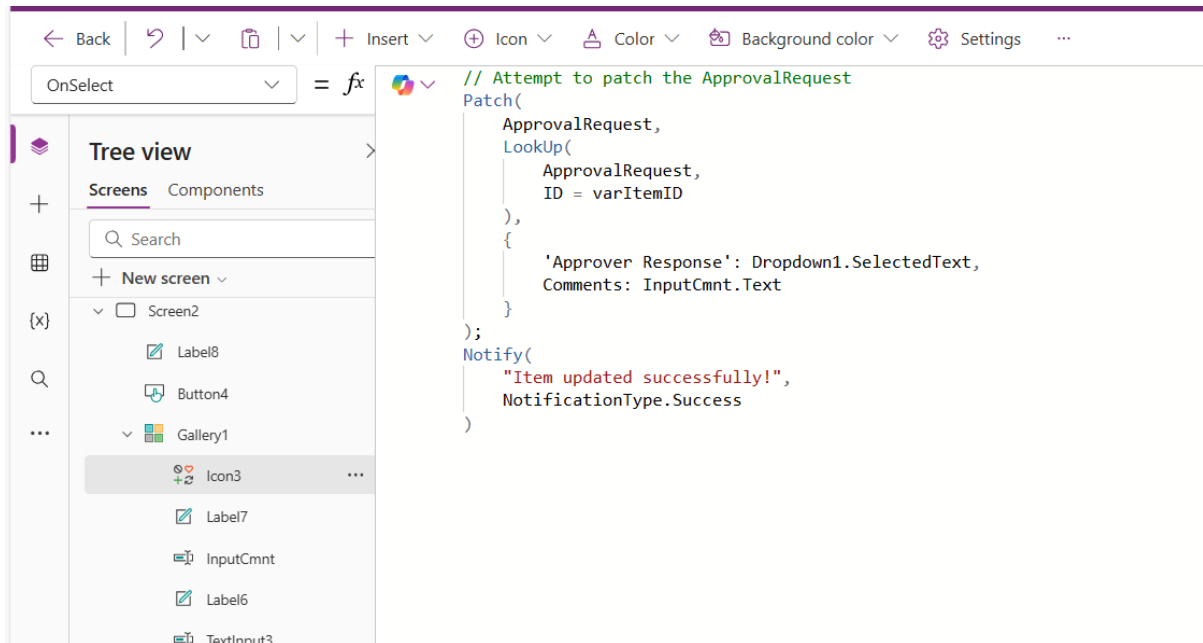 Back
Insert
Icon
Color
Background color
Settings
...
OnSelect
= fx
Tree view
Screens Components
Search
New screen
Screen2
Label8
Button4
Gallery1
Icon3
...
Label7
InputCmnt
Label6
TextInput3
{x}
// Attempt to patch the ApprovalRequest
Patch(
ApprovalRequest,
LookUp(
ApprovalRequest,
ID = varItemID
),
{
'Approver Response': Dropdown1.SelectedText,
Comments: InputCmnt.Text
}
);
Notify(
"Item updated successfully!",
NotificationType.Success
)